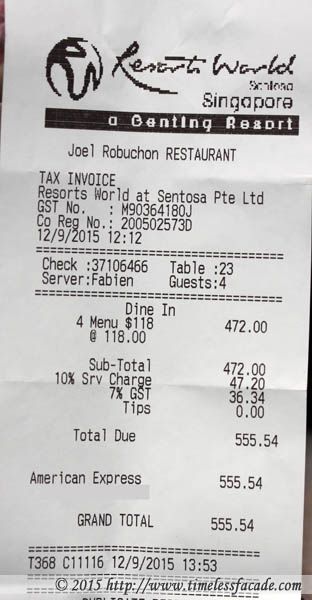 Resorts World
Sentosa
Singapore
a Genting Resort
Joel Robuchon RESTAURANT
TAX INVOICE
Resorts World at Sentosa Pte Ltd
GST No. : M90364180J
Co Reg No.: 200502573D
12/9/2015 12:12
Check :37106466 Table :23
Server:Fabien Guests:4
Dine In
4 Menu $118 472.00
@ 118.00
Sub-Total 472.00
10% Srv Charge 47.20
7% GST 36.34
Tips 0.00
Total Due 555.54
American Express 555.54
GRAND TOTAL 555.54
T368 C11116 12/9/2015 13:53
© 2015 http://www.timelessfacade.com